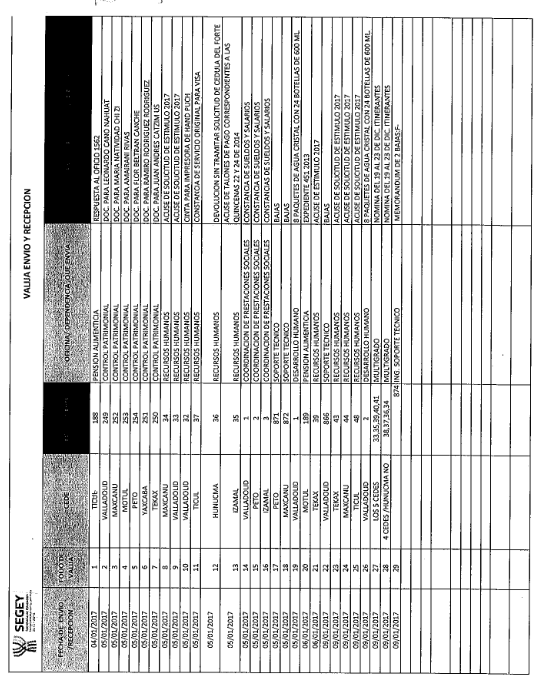 VALIJA ENVIO Y RECEPCION
SEGEY
FECHA DE ENVIO RECEPCION FOLIO DE VALIJA CEDE OFICINA, DEPENDENCIA QUE ENVIA
04/01/2017 1 TICUL 188 PENSION ALIMENTICIA RESPUESTA AL OFICIO 1562
05/01/2017 2 VALLADOLID 249 CONTROL PATRIMONIAL DOC. PARA LEONARDO CANO NAHUAT
05/01/2017 3 MAXCANU 252 CONTROL PATRIMONIAL DOC. PARA MARIA NATIVIDAD CHI ZI
05/01/2017 4 MOTUL 253 CONTROL PATRIMONIAL DOC. PARA ADABANI RIVAS
05/01/2017 5 PETO 254 CONTROL PATRIMONIAL DOC. PARA FLOR BELTRAN CANCHE
05/01/2017 6 YAXCABA 251 CONTROL PATRIMONIAL DOC. PARA RAMIRO RODRIGUEZ RODRIGUEZ
05/01/2017 7 TEKAX 250 CONTROL PATRIMONIAL DOC. PARA JUAN ANDRES CATZIM US
05/01/2017 8 MAXCANU 34 RECURSOS HUMANOS ACUSE DE SOLICITUD DE ESTIMULO 2017
05/01/2017 9 VALLADOLID 33 RECURSOS HUMANOS ACUSE DE SOLICITUD DE ESTIMULO 2017
05/01/2017 10 VALLADOLID 32 RECURSOS HUMANOS CINTA PARA IMPRESORA DE HAND PUCH
05/01/2017 11 TICUL 37 RECURSOS HUMANOS CONSTANCIA DE SERVICIO ORIGINAL PARA VISA
05/01/2017 12 HUNUCMA 36 RECURSOS HUMANOS DEVOLUCION SIN TRAMITAR SOLICITUD DE CEDULA DEL FORTE
05/01/2017 13 IZAMAL 35 RECURSOS HUMANOS ACUSE DE TALONES DE PAGO CORRESPONDIENTES A LAS
QUINCENAS 22 Y 24 DE 2014
05/01/2017 14 VALLADOLID 1 COORDINACION DE PRESTACIONES SOCIALES CONSTANCIA DE SUELDOS Y SALARIOS
05/01/2017 15 PETO 2 COORDINACION DE PRESTACIONES SOCIALES CONSTANCIA DE SUELDOS Y SALARIOS
05/01/2017 16 IZAMAL 3 COORDINACION DE PRESTACIONES SOCIALES CONSTANCIAS DE SUELDOS Y SALARIOS
05/01/2017 17 PETO 871 SOPORTE TECNICO BAJAS
05/01/2017 18 MAXCANU 872 SOPORTE TECNICO BAJAS
05/01/2017 19 VALLADOLID 1 DESARROLLO HUMANO 8 PAQUETES DE AGUA CRISTAL CON 24 BOTELLAS DE 600 ML.
06/01/2017 20 MOTUL 189 PENSION ALIMENTICIA EXPEDIENTE 451 2013
06/01/2017 21 TEKAX 39 RECURSOS HUMANOS ACUSE DE ESTIMULO 2017
09/01/2017 22 VALLADOLID 866 SOPORTE TECNICO BAJAS
09/01/2017 23 TEKAX 43 RECURSOS HUMANOS ACUSE DE SOLICITUD DE ESTIMULO 2017
09/01/2017 24 MAXCANU 44 RECURSOS HUMANOS ACUSE DE SOLICITUD DE ESTIMULO 2017
09/01/2017 25 TICUL 48 RECURSOS HUMANOS ACUSE DE SOLICITUD DE ESTIMULO 2017
09/01/2017 26 VALLADOLID 2 DESARROLLO HUMANO 8 PAQUETES DE AGUA CRISTAL CON 24 BOTELLAS DE 600 ML.
09/01/2017 27 LOS 5 CEDES 33,35,39,40,41 MULTIGRADO NOMINA DEL 19 AL 23 DE DIC. ITINERANTES
09/01/2017 28 4 CEDES /HUNUCMA NO 38,37,36,34 MULTIGRADO NOMINA DEL 19 AL 23 DE DIC. ITINERANTES
09/01/2017 29 874 ING. SOPORTE TECNICO MEMORANDUM DE 2 BAJAS:F-